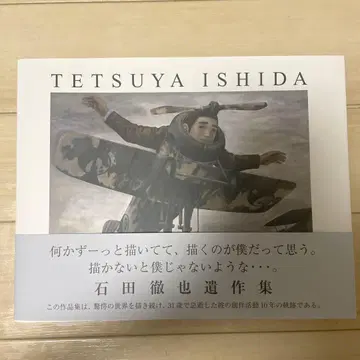 TETSUYA ISHIDA
何かずーっと描いてて、描くのが僕だって思う。
描かないと僕じゃないような・・・。
石田徹也遺作集
この作品集は、驚愕の世界を描き続け、31歳で急逝した彼の創作活動10年の軌跡である。